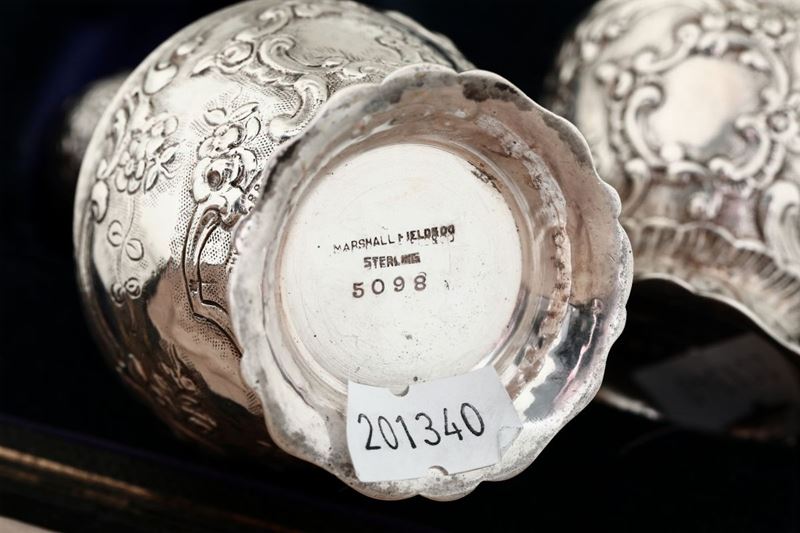 MARSHALL FIELD & CO
STERLING
5098
201340